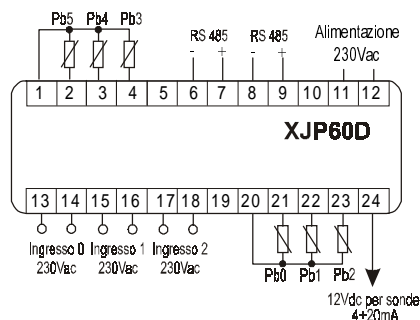 Pb5 Pb4 Pb3
RS 485 RS 485
- + - +
Alimentazione
230Vac
1 2 3 4 5 6 7 8 9 10 11 12
XJP60D
13 14 15 16 17 18 19 20 21 22 23 24
Ingresso 0 Ingresso 1 Ingresso 2
230Vac 230Vac 230Vac
Pb0 Pb1 Pb2
12Vdc per sonde
4÷20mA